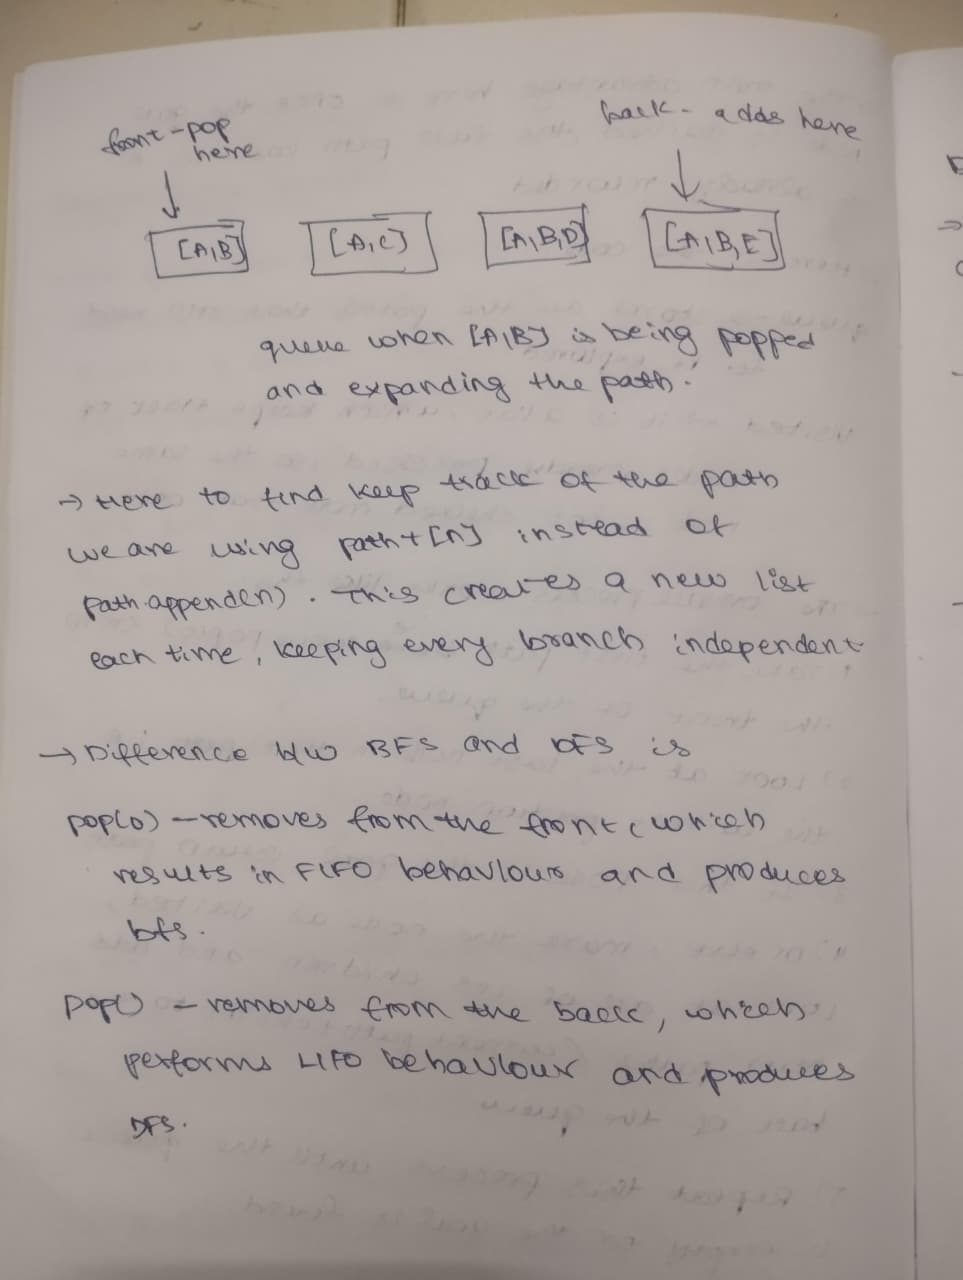 front - pop here
back - adds here
[A,B] [A,C] [A,B,D] [A,B,E]
queue when [A,B] is being popped
and expanding the path.
→ Here to find keep track of the path
we are using path+[n] instead of
path.append(n). This creates a new list
each time, keeping every branch independent
→ Difference b/w BFS and DFS is
pop(0) - removes from the front, which
results in FIFO behaviour and produces
bfs.
pop() - removes from the back, which
performs LIFO behaviour and produces
DFS.